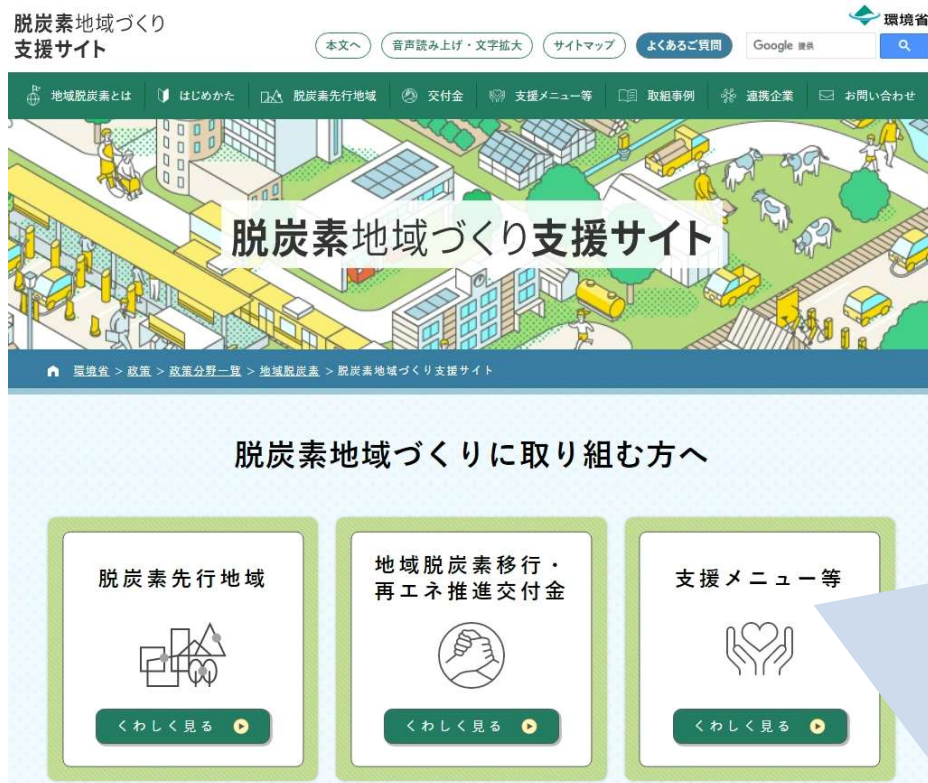 脱炭素地域づくり
支援サイト
環境省
本文へ
音声読み上げ・文字拡大
サイトマップ
よくあるご質問
Google 提供
地域脱炭素とは
はじめかた
脱炭素先行地域
交付金
支援メニュー等
取組事例
連携企業
お問い合わせ
脱炭素地域づくり支援サイト
環境省 > 政策 > 政策分野一覧 > 地域脱炭素 > 脱炭素地域づくり支援サイト
脱炭素地域づくりに取り組む方へ
脱炭素先行地域
くわしく見る
地域脱炭素移行・
再エネ推進交付金
くわしく見る
支援メニュー等
くわしく見る